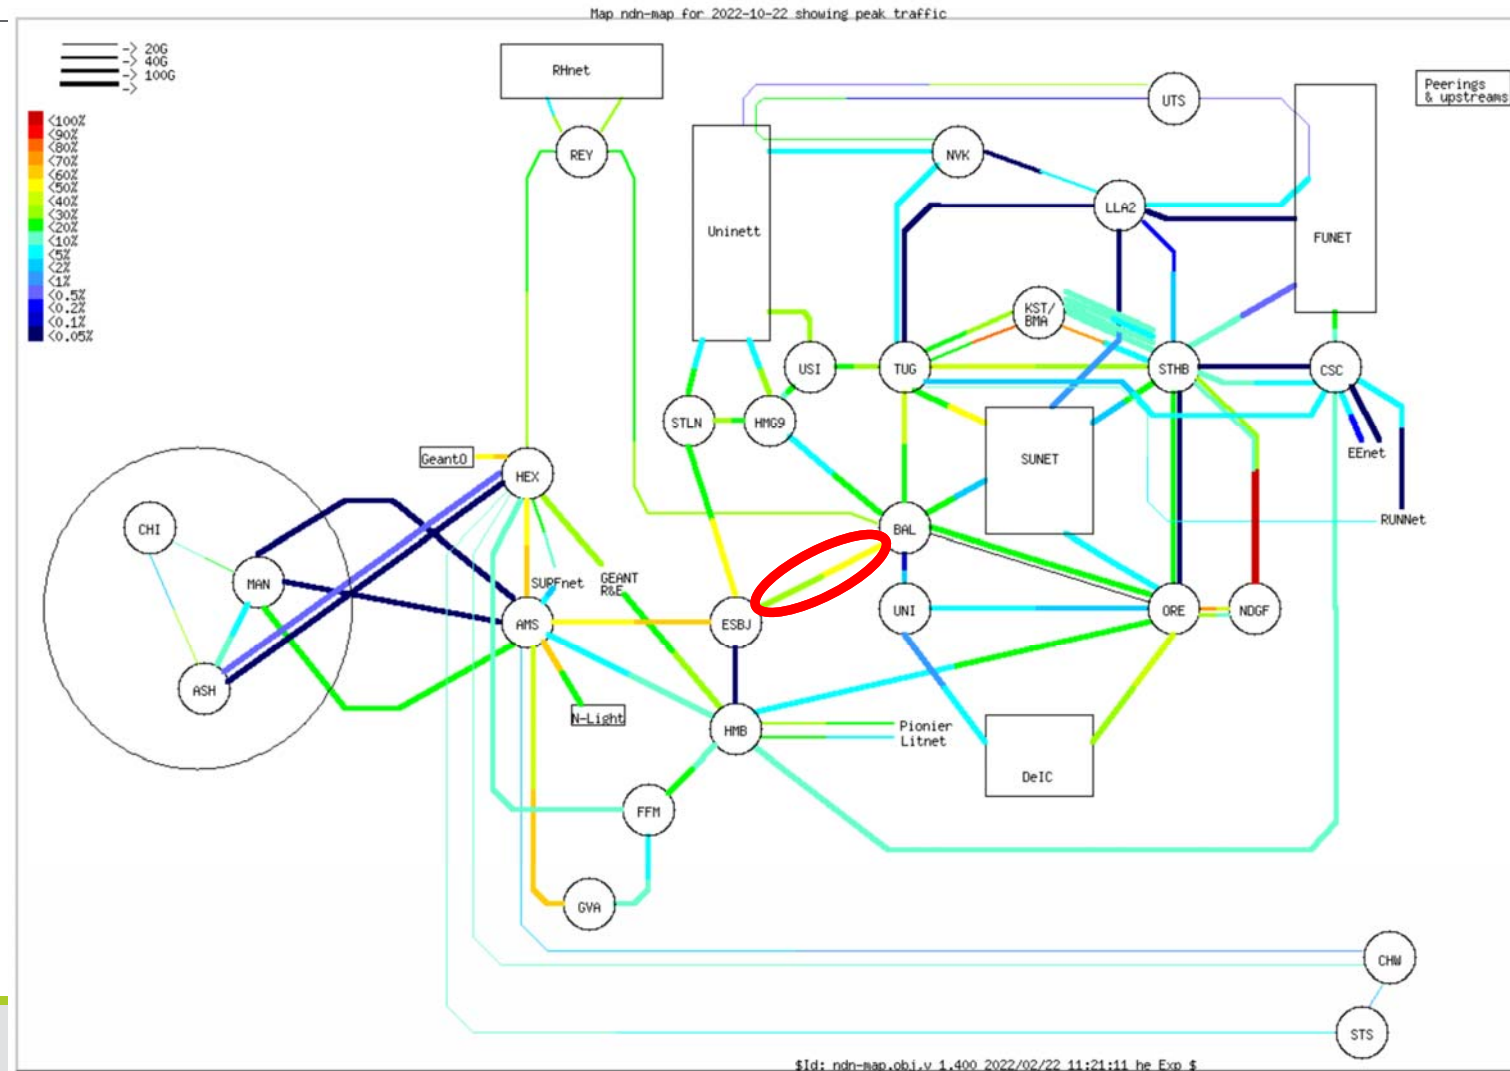 Map ndn-map for 2022-10-22 showing peak traffic
-> 20G
-> 40G
-> 100G
->
<100%
<90%
<80%
<70%
<60%
<50%
<40%
<30%
<20%
<10%
<5%
<2%
<1%
<0.5%
<0.2%
<0.1%
<0.05%
RHnet
REY
Peerings
& upstreams
UTS
NVK
LLA2
Uninett
FUNET
KST/
BMA
USI
TUG
STHB
CSC
STLN
HMG9
SUNET
EEnet
RUNNet
GeantO
HEX
CHI
MAN
ASH
SURFnet
GEANT
R&E
AMS
ESBJ
BAL
UNI
ORE
NDGF
N-Light
HMB
Pionier
Litnet
DeIC
FFM
GVA
CHW
STS
$Id: ndn-map.obj,v 1.400 2022/02/22 11:21:11 he Exp $